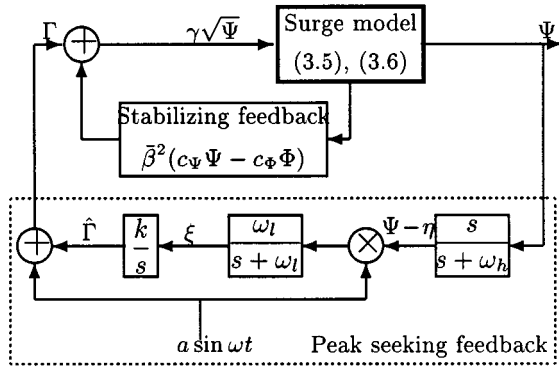 Γ
+
γ√Ψ
Surge model
(3.5), (3.6)
Ψ
Stabilizing feedback
β̄²(c_Ψ Ψ − c_Φ Φ)
+
Γ̂
k
s
ξ
ω_l
s + ω_l
×
Ψ − η
s
s + ω_h
a sin ωt
Peak seeking feedback